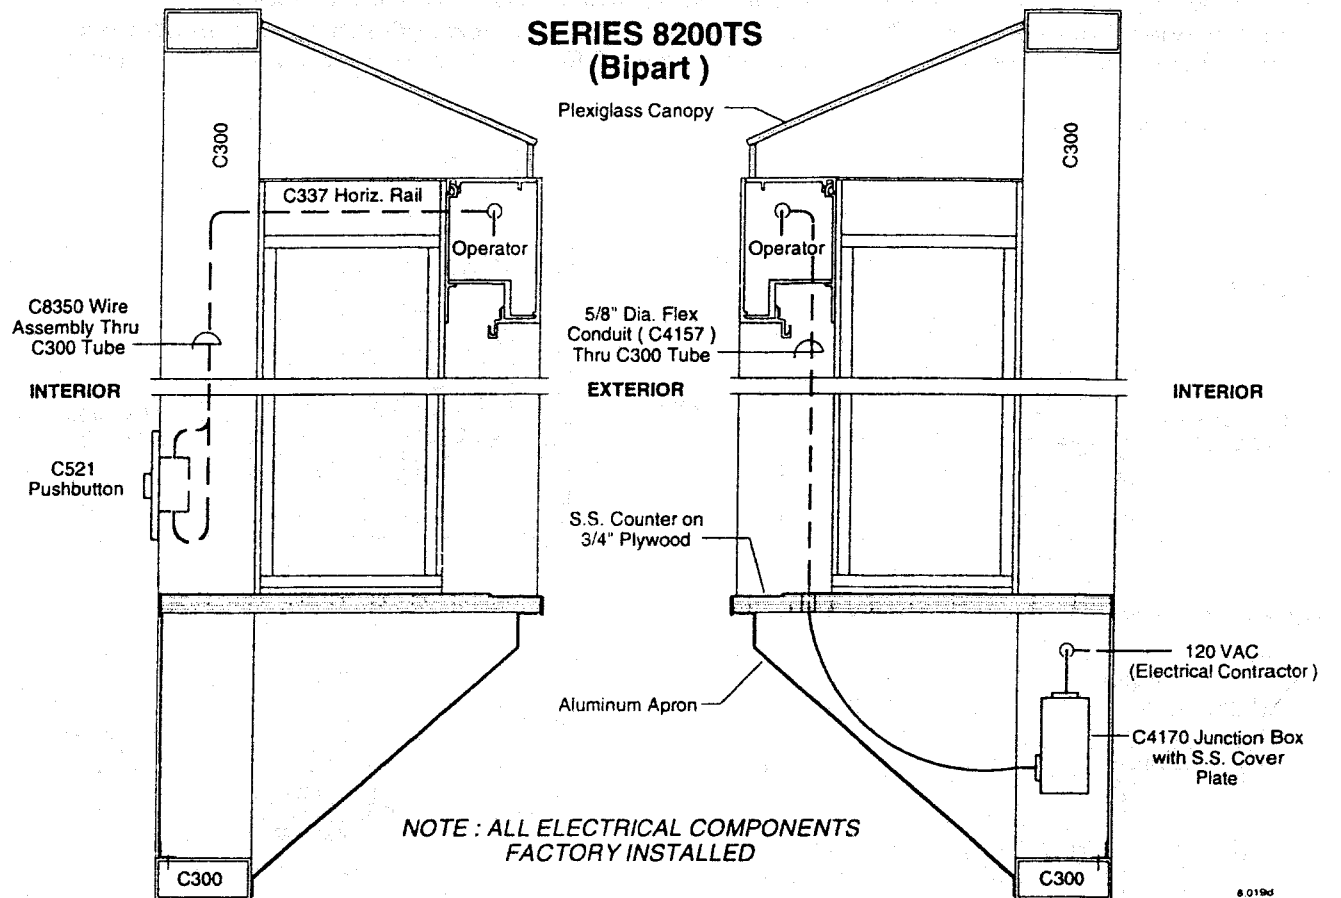 SERIES 8200TS
(Bipart )
Plexiglass Canopy
C300
C300
C337 Horiz. Rail
Operator
Operator
C8350 Wire
Assembly Thru
C300 Tube
5/8" Dia. Flex
Conduit ( C4157 )
Thru C300 Tube
INTERIOR
EXTERIOR
INTERIOR
C521
Pushbutton
S.S. Counter on
3/4" Plywood
120 VAC
(Electrical Contractor )
Aluminum Apron
C4170 Junction Box
with S.S. Cover
Plate
NOTE : ALL ELECTRICAL COMPONENTS
FACTORY INSTALLED
C300
C300
6.019d